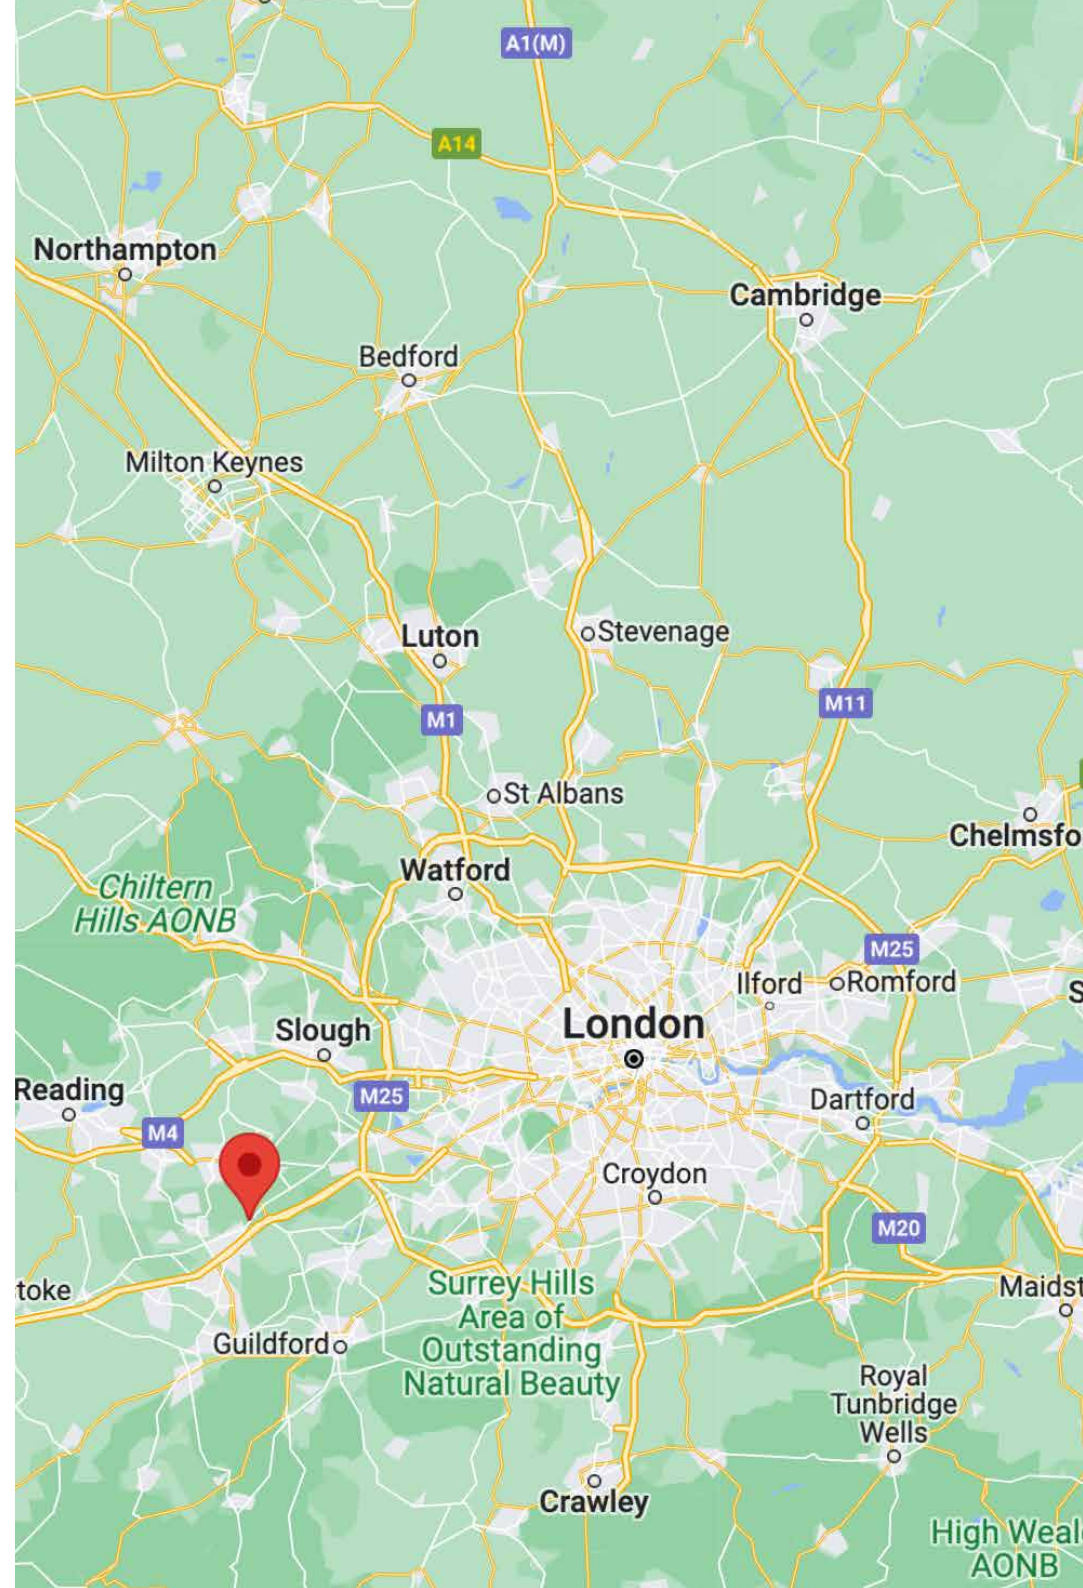 A1(M)
A14
Northampton
Cambridge
Bedford
Milton Keynes
Luton
Stevenage
M1
M11
St Albans
Chelmsfo
Watford
Chiltern
Hills AONB
M25
Ilford
Romford
S
London
Slough
Reading
M25
Dartford
M4
Croydon
M20
toke
Surrey Hills
Area of
Outstanding
Natural Beauty
Maidst
Guildford
Royal
Tunbridge
Wells
Crawley
High Weal
AONB